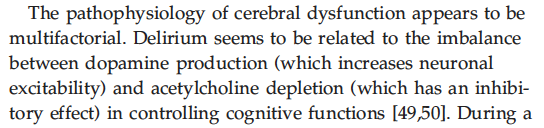 The pathophysiology of cerebral dysfunction appears to be
multifactorial. Delirium seems to be related to the imbalance
between dopamine production (which increases neuronal
excitability) and acetylcholine depletion (which has an inhibi-
tory effect) in controlling cognitive functions [49,50]. During a